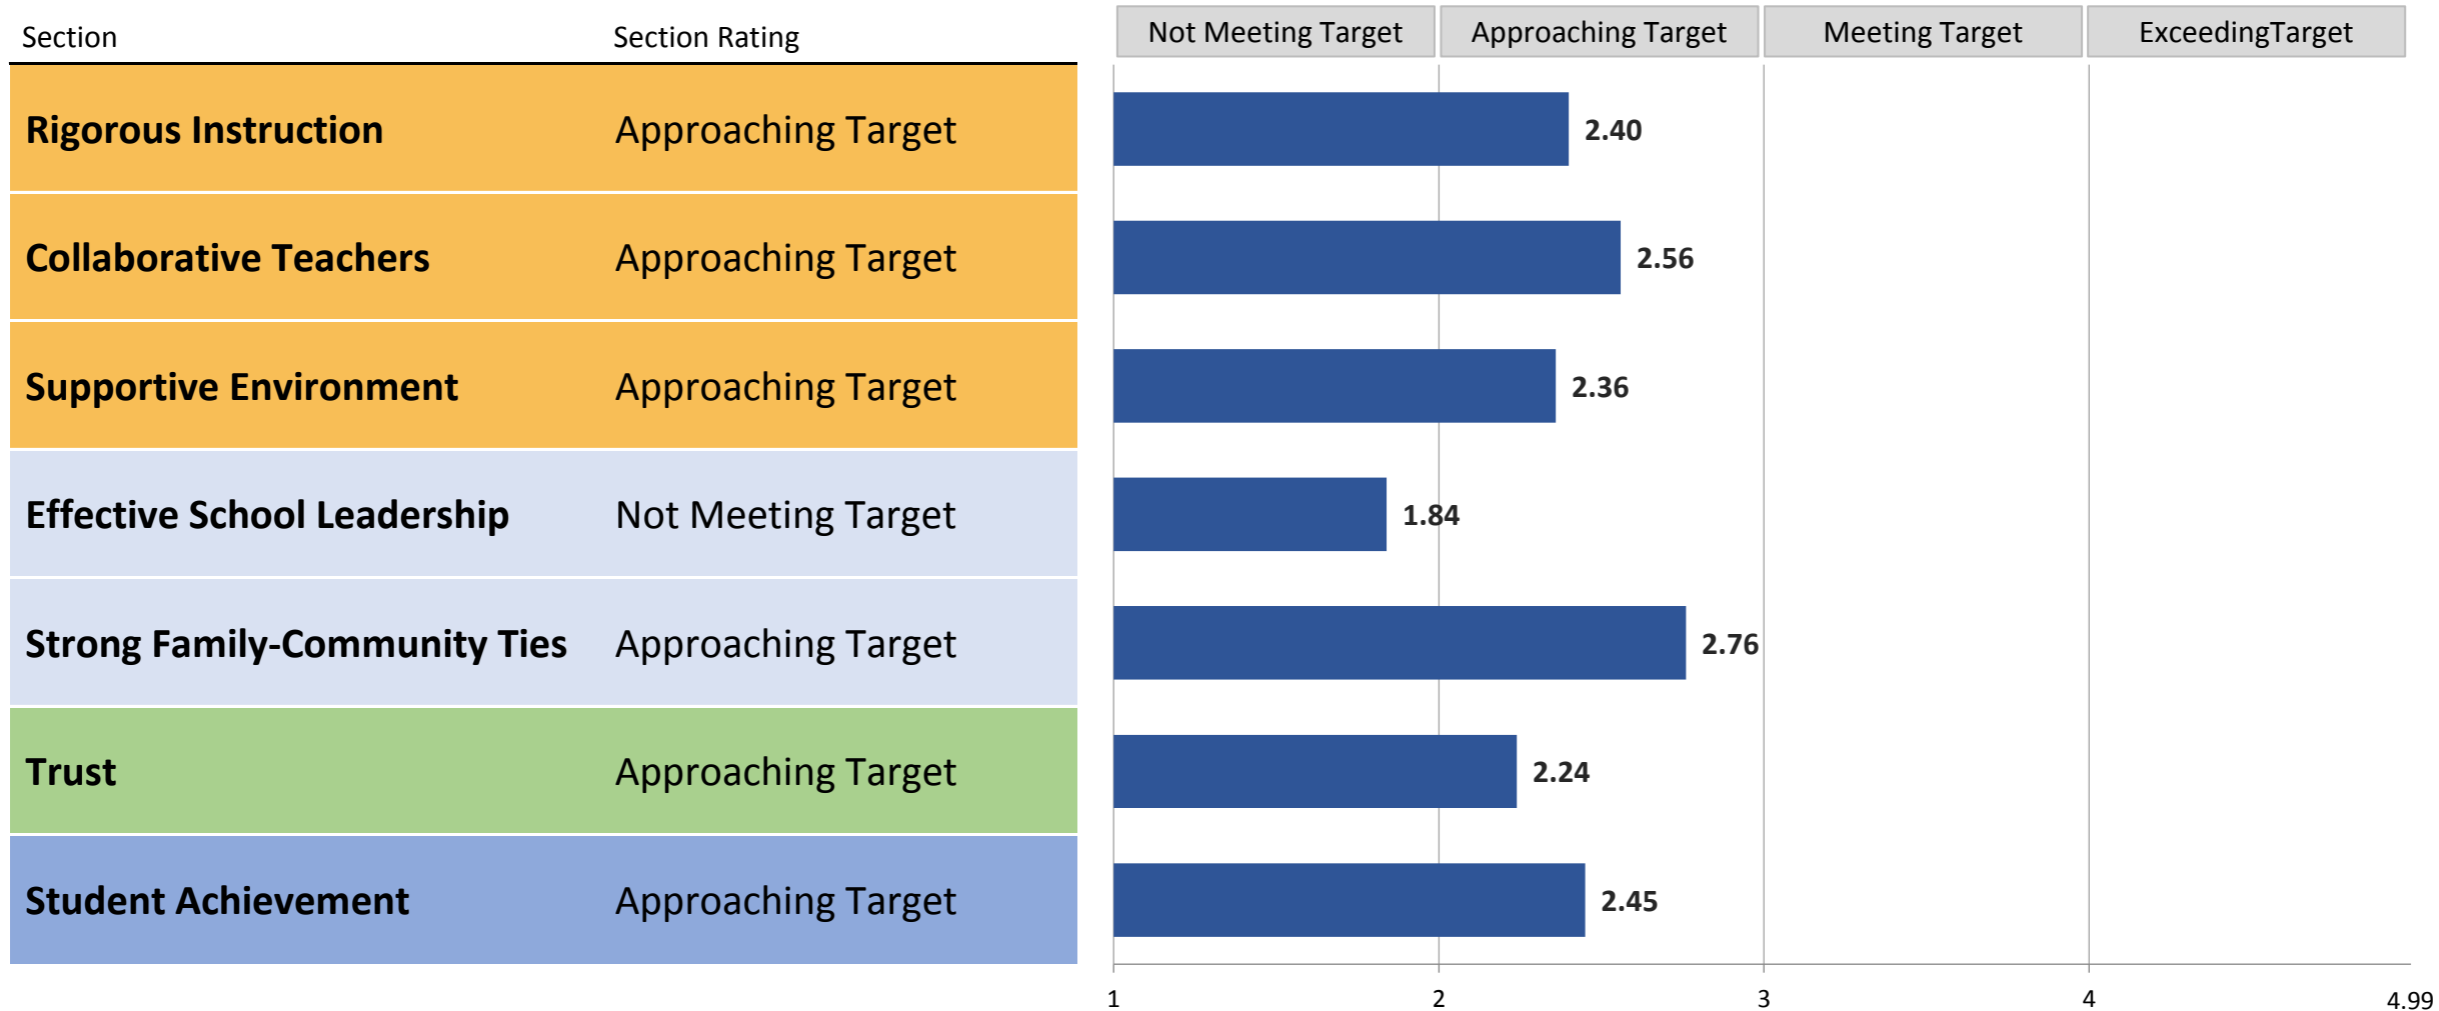 Section Section Rating Not Meeting Target Approaching Target Meeting Target ExceedingTarget
Rigorous Instruction Approaching Target 2.40
Collaborative Teachers Approaching Target 2.56
Supportive Environment Approaching Target 2.36
Effective School Leadership Not Meeting Target 1.84
Strong Family-Community Ties Approaching Target 2.76
Trust Approaching Target 2.24
Student Achievement Approaching Target 2.45
1 2 3 4 4.99